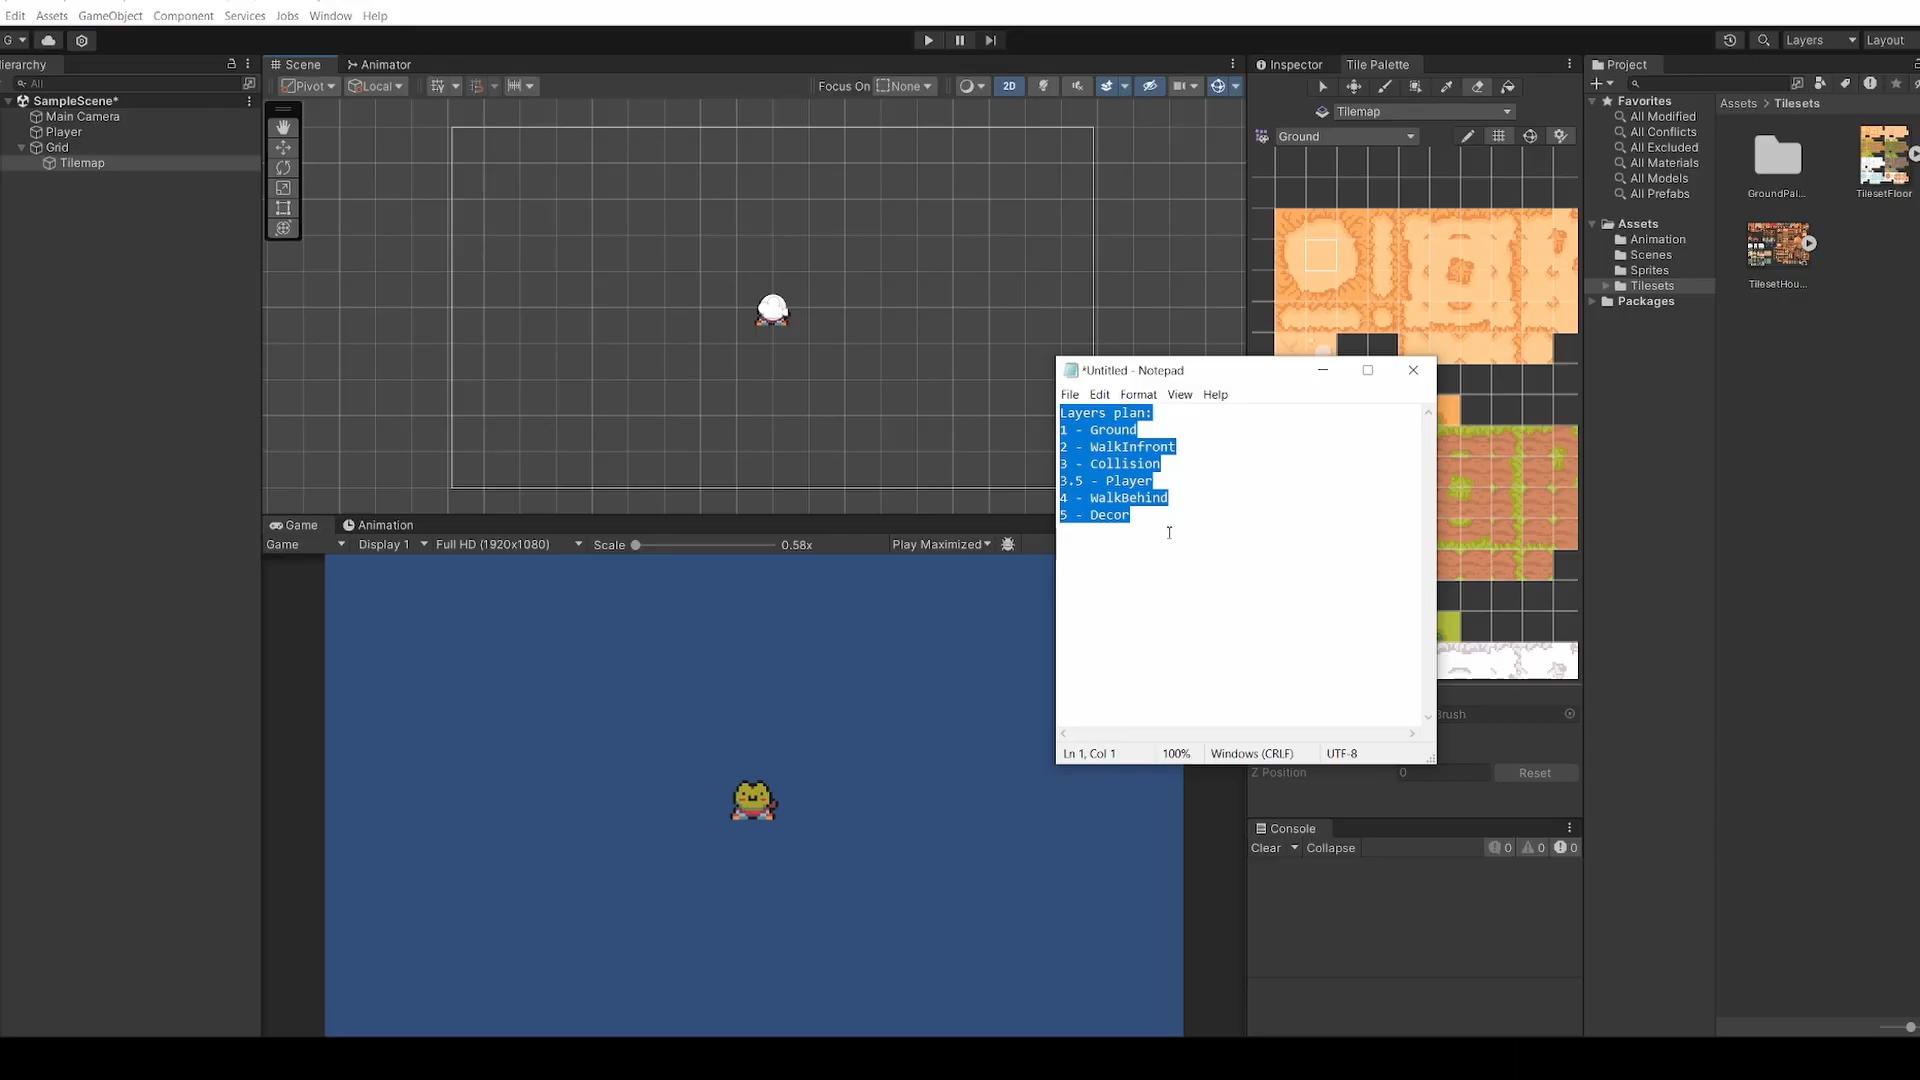 Edit Assets GameObject Component Services Jobs Window Help
G
Layers Layout
ierarchy
All
SampleScene*
Main Camera
Player
Grid
Tilemap
Scene Animator
Pivot Local Focus On None 2D
Game Animation
Game Display 1 Full HD (1920x1080) Scale 0.58x Play Maximized
Inspector Tile Palette
Tilemap
Ground
*Untitled - Notepad
File Edit Format View Help
Layers plan:
1 - Ground
2 - WalkInfront
3 - Collision
3.5 - Player
4 - WalkBehind
5 - Decor
Ln 1, Col 1 100% Windows (CRLF) UTF-8
Brush
Z Position 0 Reset
Console
Clear Collapse 0 0 0
Project
Favorites
All Modified
All Conflicts
All Excluded
All Materials
All Models
All Prefabs
Assets
Animation
Scenes
Sprites
Tilesets
Packages
Assets > Tilesets
GroundPal...
TilesetFloor
TilesetHou...